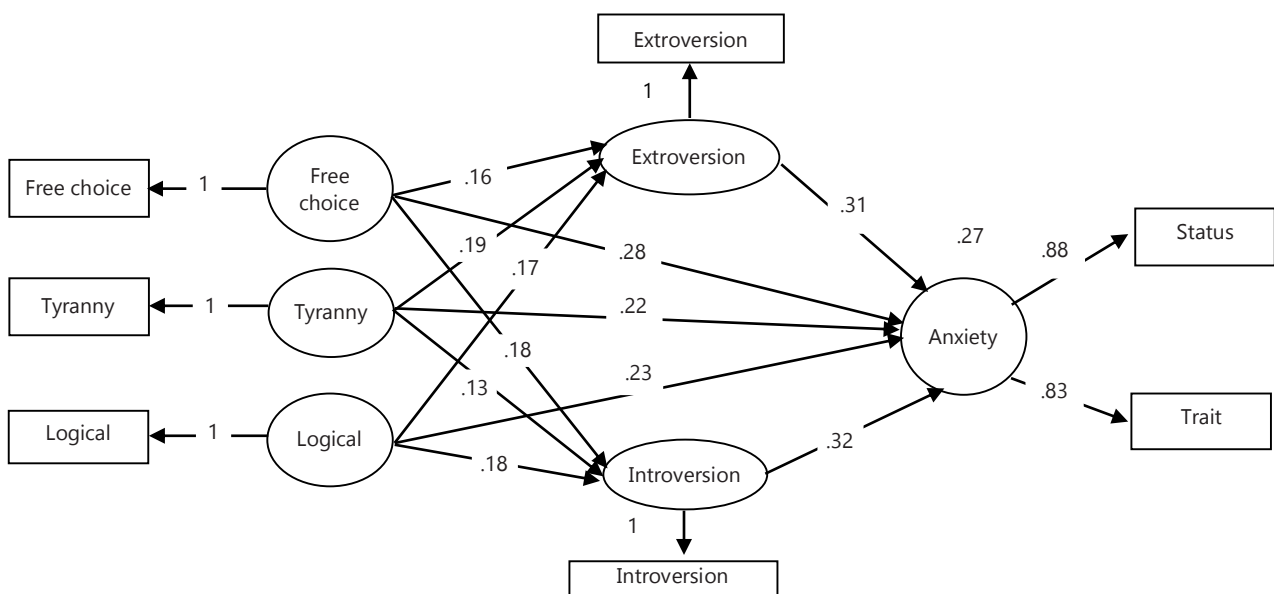 Extroversion
1
Extroversion
Free choice
1
Free
choice
.16
.31
.19
.17
.28
.27
.88
Status
Tyranny
1
Tyranny
.22
Anxiety
.18
.13
.23
.83
Trait
Logical
1
Logical
.18
.32
Introversion
1
Introversion